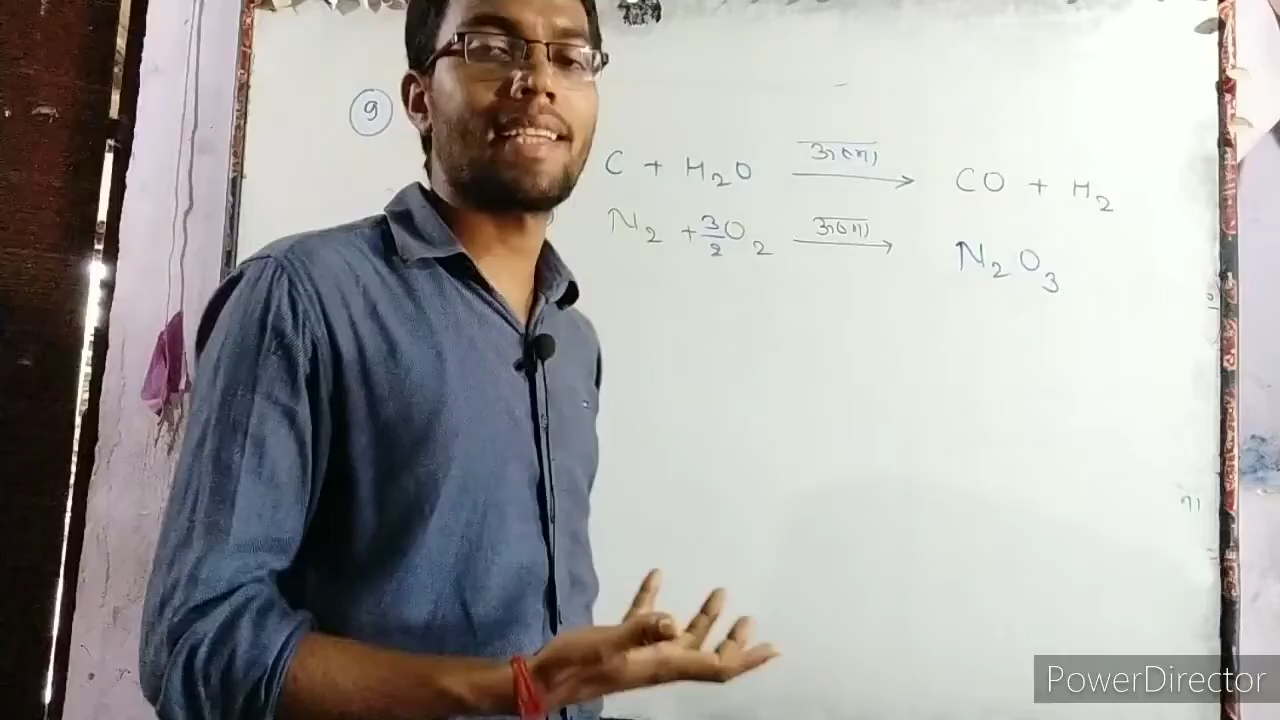 9
C + H₂O ऊष्मा → CO + H₂
N₂ + 3/2 O₂ ऊष्मा → N₂O₃
PowerDirector